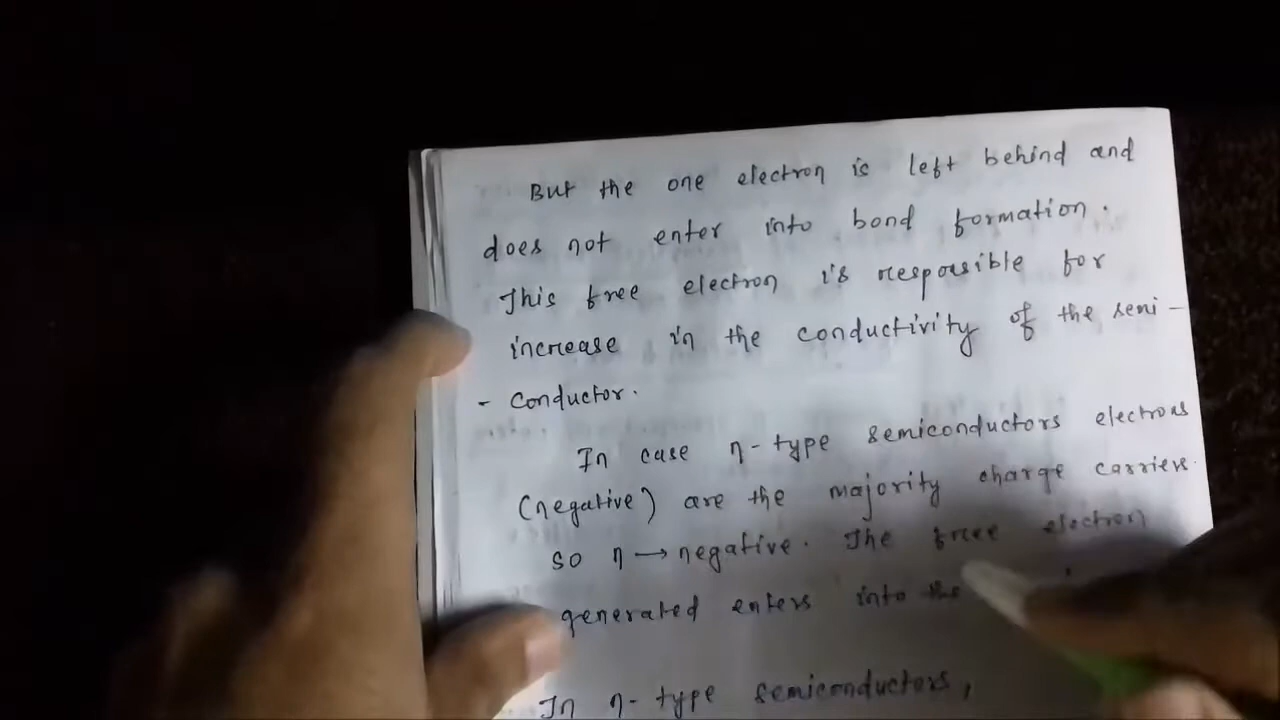 But the one electron is left behind and
does not enter into bond formation.
This free electron is responsible for
increase in the conductivity of the semi -
- conductor.
In case η-type semiconductors electrons
(negative) are the majority charge carriers.
so η → negative. The free electron
generated enters into the
In η- type semiconductors,